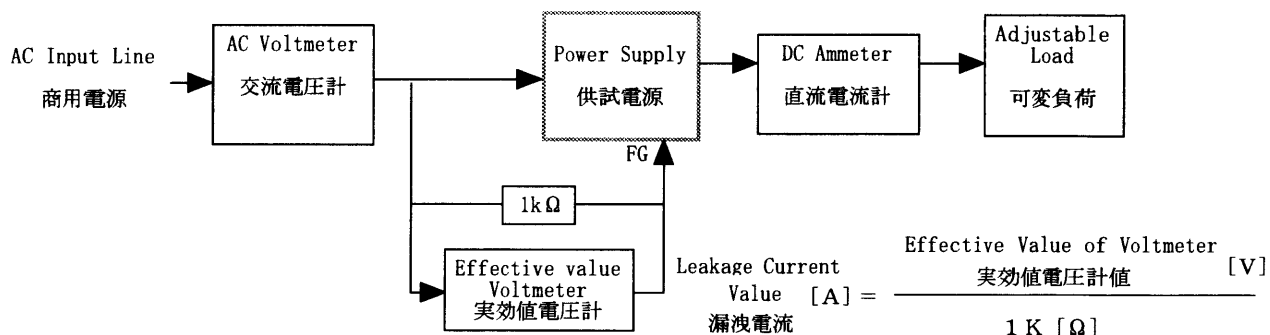 AC Input Line
商用電源
AC Voltmeter
交流電圧計
Power Supply
供試電源
DC Ammeter
直流電流計
Adjustable
Load
可変負荷
FG
1kΩ
Effective value
Voltmeter
実効値電圧計
Leakage Current
Value [A] =
漏洩電流
Effective Value of Voltmeter
実効値電圧計値 [V]
1 K [Ω]